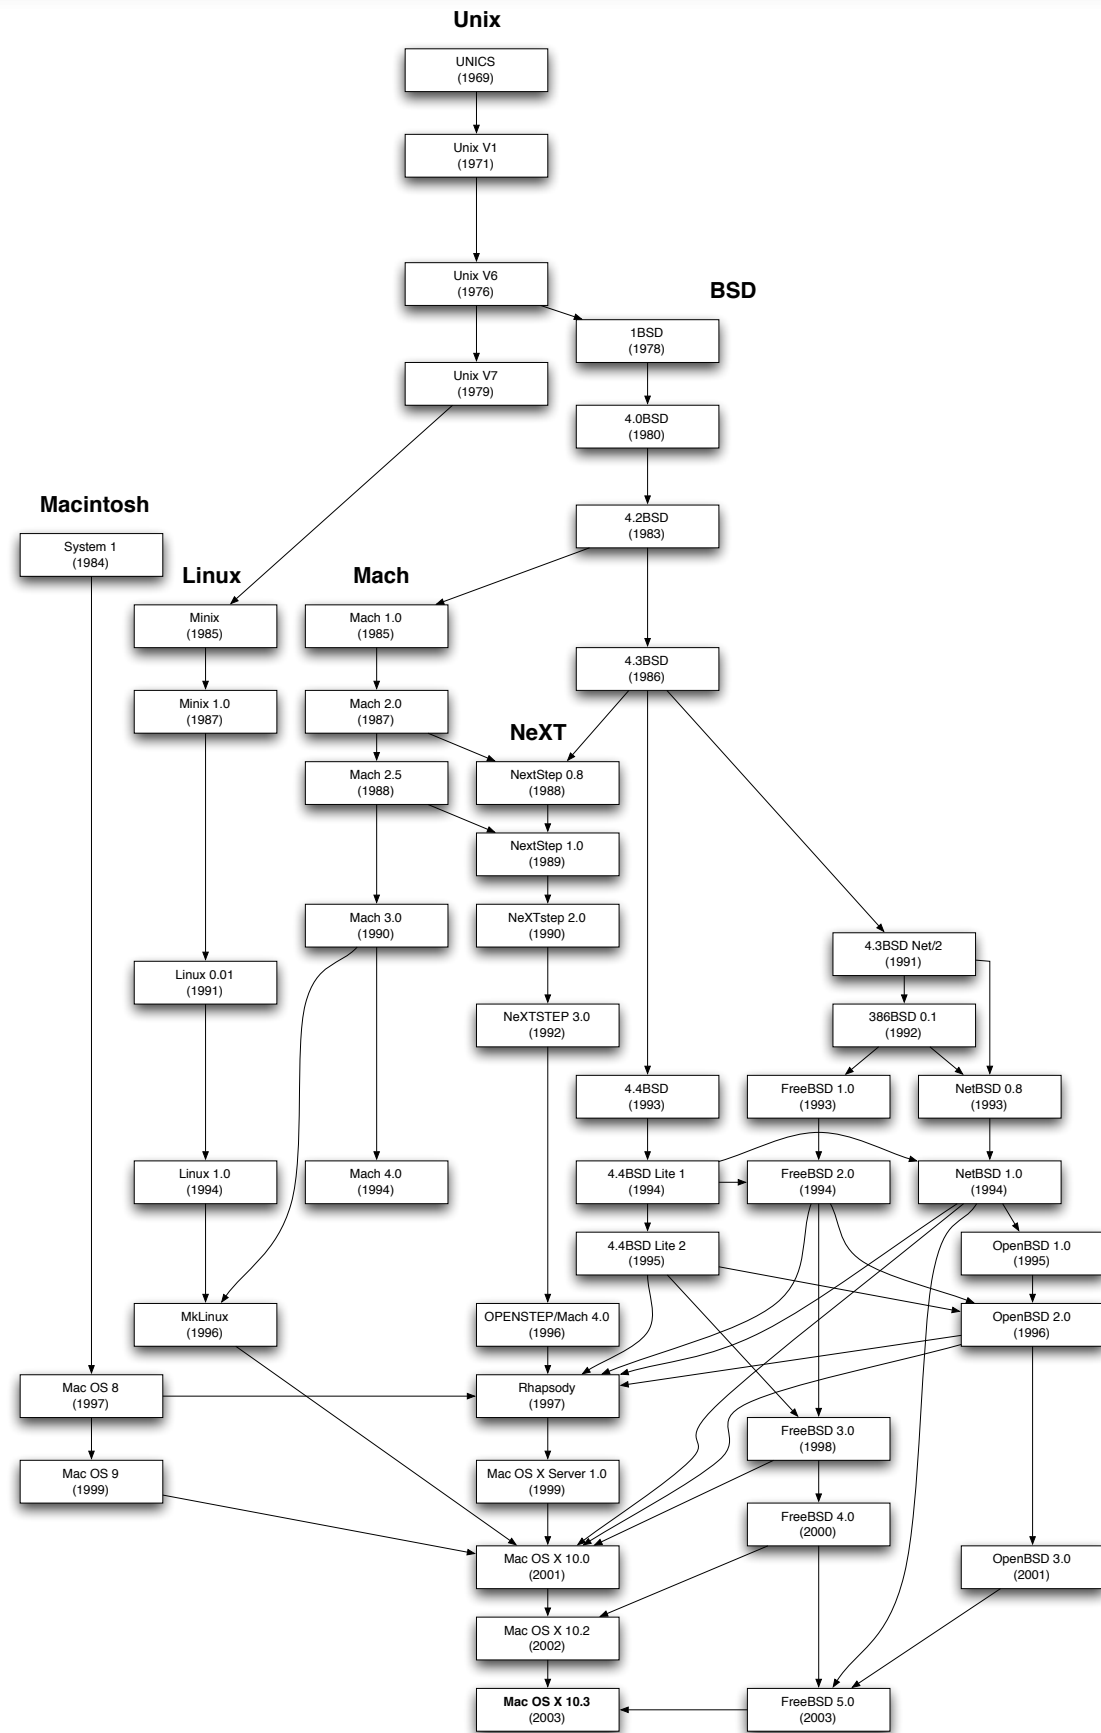 Unix
UNICS
(1969)
Unix V1
(1971)
Unix V6
(1976)
BSD
1BSD
(1978)
Unix V7
(1979)
4.0BSD
(1980)
Macintosh
4.2BSD
(1983)
System 1
(1984)
Linux
Mach
Minix
(1985)
Mach 1.0
(1985)
4.3BSD
(1986)
Minix 1.0
(1987)
Mach 2.0
(1987)
NeXT
Mach 2.5
(1988)
NextStep 0.8
(1988)
NextStep 1.0
(1989)
Mach 3.0
(1990)
NeXTstep 2.0
(1990)
4.3BSD Net/2
(1991)
Linux 0.01
(1991)
NeXTSTEP 3.0
(1992)
386BSD 0.1
(1992)
4.4BSD
(1993)
FreeBSD 1.0
(1993)
NetBSD 0.8
(1993)
Linux 1.0
(1994)
Mach 4.0
(1994)
4.4BSD Lite 1
(1994)
FreeBSD 2.0
(1994)
NetBSD 1.0
(1994)
4.4BSD Lite 2
(1995)
OpenBSD 1.0
(1995)
MkLinux
(1996)
OPENSTEP/Mach 4.0
(1996)
OpenBSD 2.0
(1996)
Mac OS 8
(1997)
Rhapsody
(1997)
FreeBSD 3.0
(1998)
Mac OS 9
(1999)
Mac OS X Server 1.0
(1999)
FreeBSD 4.0
(2000)
Mac OS X 10.0
(2001)
OpenBSD 3.0
(2001)
Mac OS X 10.2
(2002)
Mac OS X 10.3
(2003)
FreeBSD 5.0
(2003)